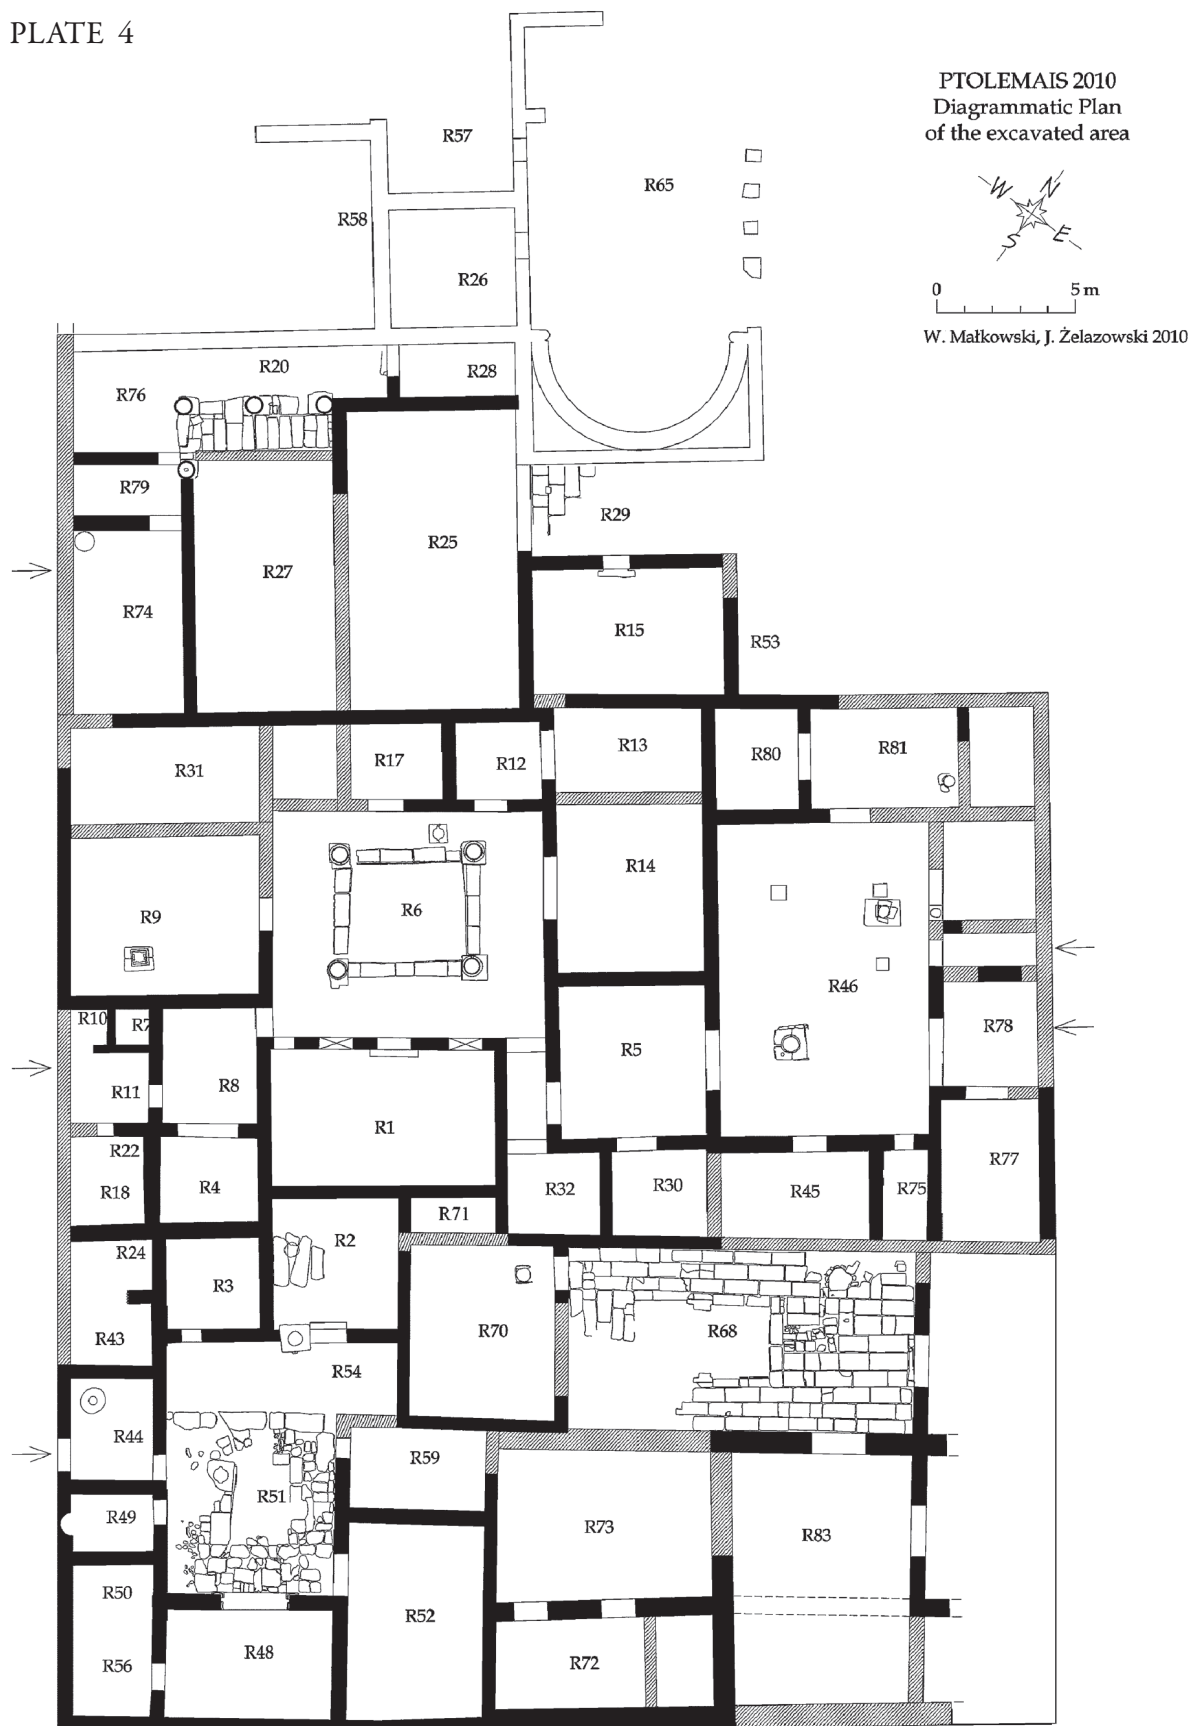 PLATE 4
PTOLEMAIS 2010
Diagrammatic Plan
of the excavated area
W N
S E
0 5 m
W. Małkowski, J. Żelazowski 2010
R57
R65
R58
R26
R20
R28
R76
R79
R29
R25
R27
R74
R15
R53
R13
R81
R17
R12
R80
R31
R14
R6
R9
R46
R10
R7
R78
R5
R8
R11
R1
R22
R77
R4
R18
R32
R30
R45
R75
R71
R2
R24
R3
R70
R68
R43
R54
R44
R59
R51
R49
R73
R83
R50
R52
R48
R56
R72